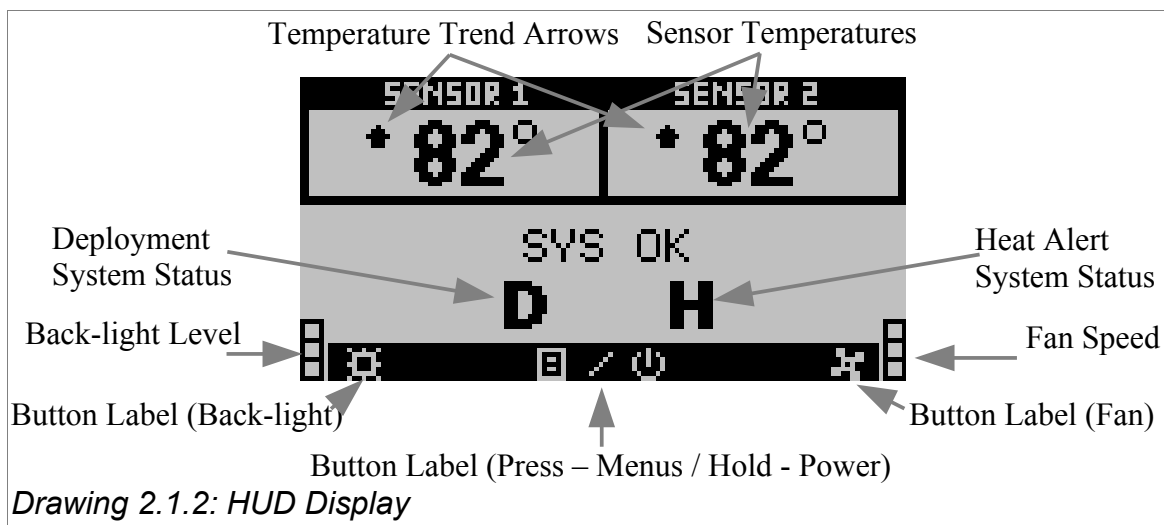 Temperature Trend Arrows Sensor Temperatures
SENSOR 1 SENSOR 2
82° 82°
Deployment
System Status
SYS OK
Heat Alert
System Status
D H
Back-light Level
Fan Speed
/
Button Label (Back-light)
Button Label (Fan)
Button Label (Press – Menus / Hold - Power)
Drawing 2.1.2: HUD Display